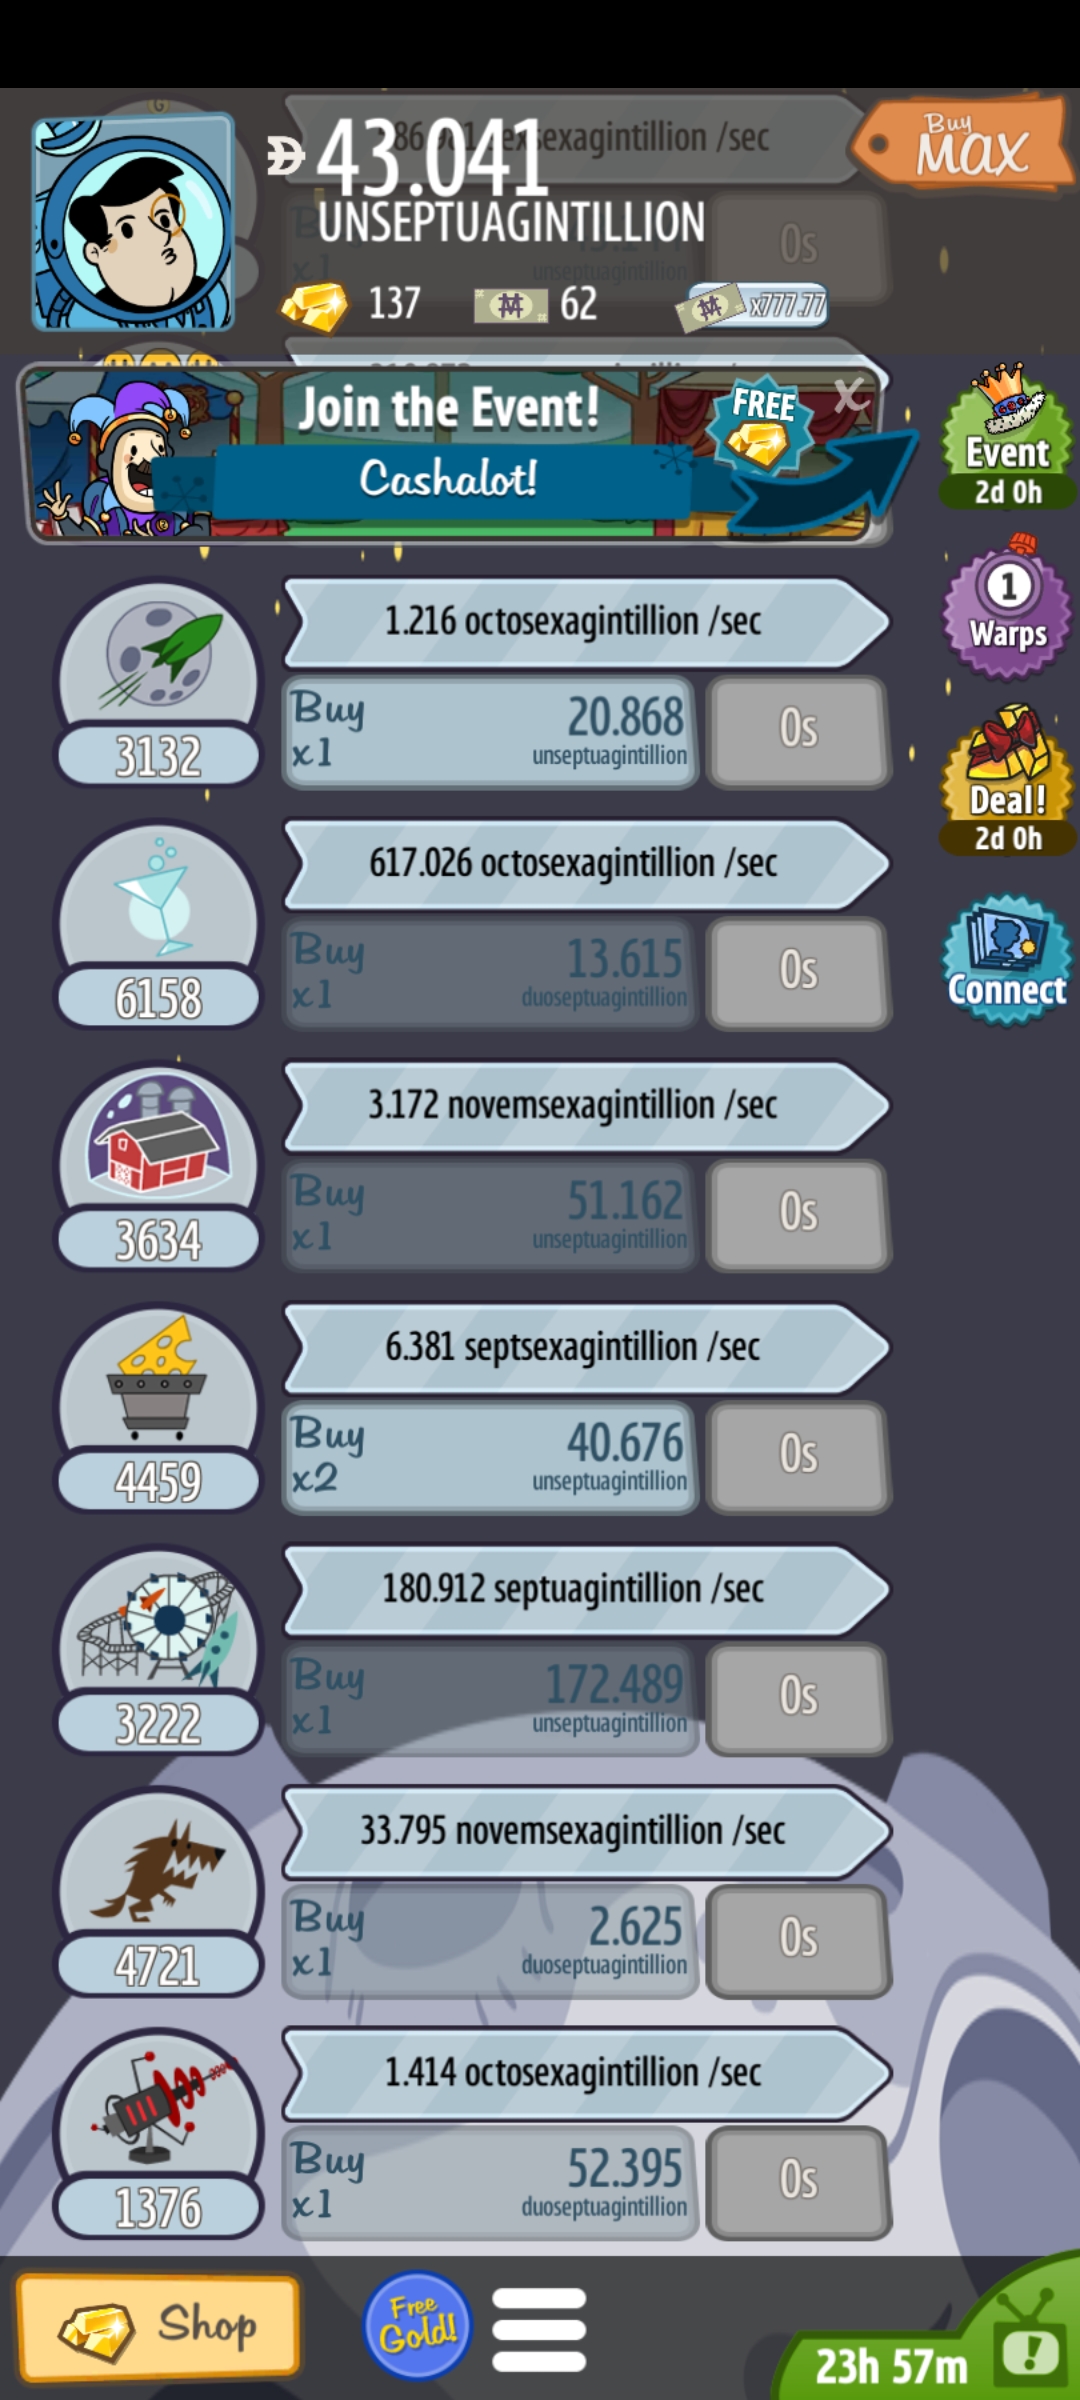 43.041
UNSEPTUAGINTILLION
Buy
MAX
/sec
0s
unseptuagintillion
137
62
x777.77
Join the Event!
FREE
X
Cashalot!
Event
2d 0h
1.216 octosexagintillion /sec
1
Warps
Buy
x1
20.868
unseptuagintillion
0s
3132
Deal!
2d 0h
617.026 octosexagintillion /sec
Buy
x1
13.615
duoseptuagintillion
0s
6158
Connect
3.172 novemsexagintillion /sec
Buy
x1
51.162
unseptuagintillion
0s
3634
6.381 septsexagintillion /sec
Buy
x2
40.676
unseptuagintillion
0s
4459
180.912 septuagintillion /sec
Buy
x1
172.489
unseptuagintillion
0s
3222
33.795 novemsexagintillion /sec
Buy
x1
2.625
duoseptuagintillion
0s
4721
1.414 octosexagintillion /sec
Buy
x1
52.395
duoseptuagintillion
0s
1376
Shop
Free
Gold!
23h 57m
!